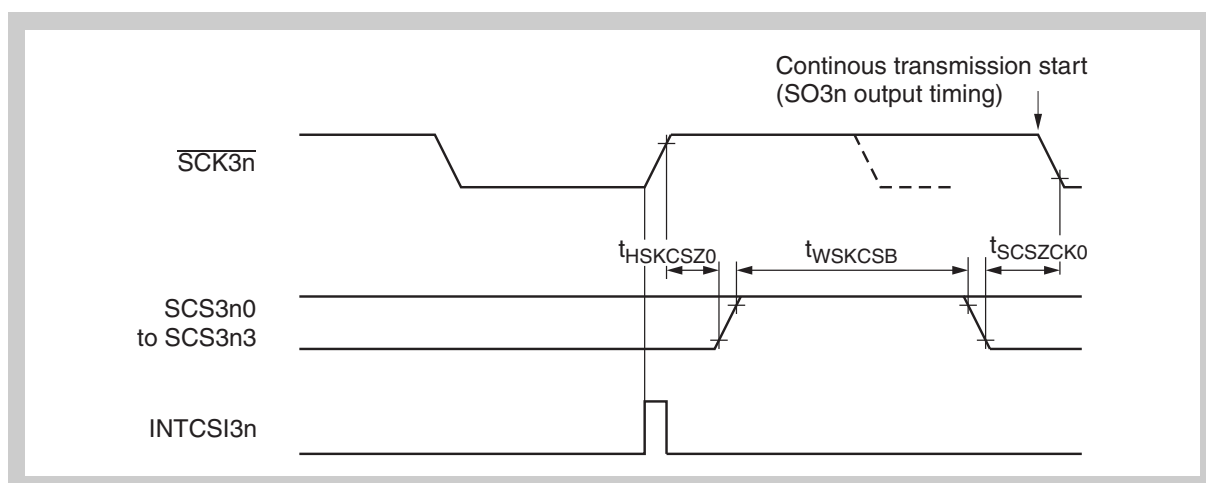 Continous transmission start
(SO3n output timing)
SCK3n
tHSKCSZ0
tWSKCSB
tSCSZCK0
SCS3n0
to SCS3n3
INTCSI3n